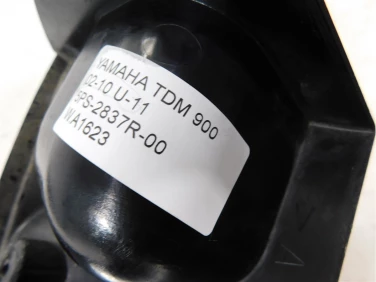 YAMAHA TDM 900
02-10 U-11
5PS-2837R-00
WA1623